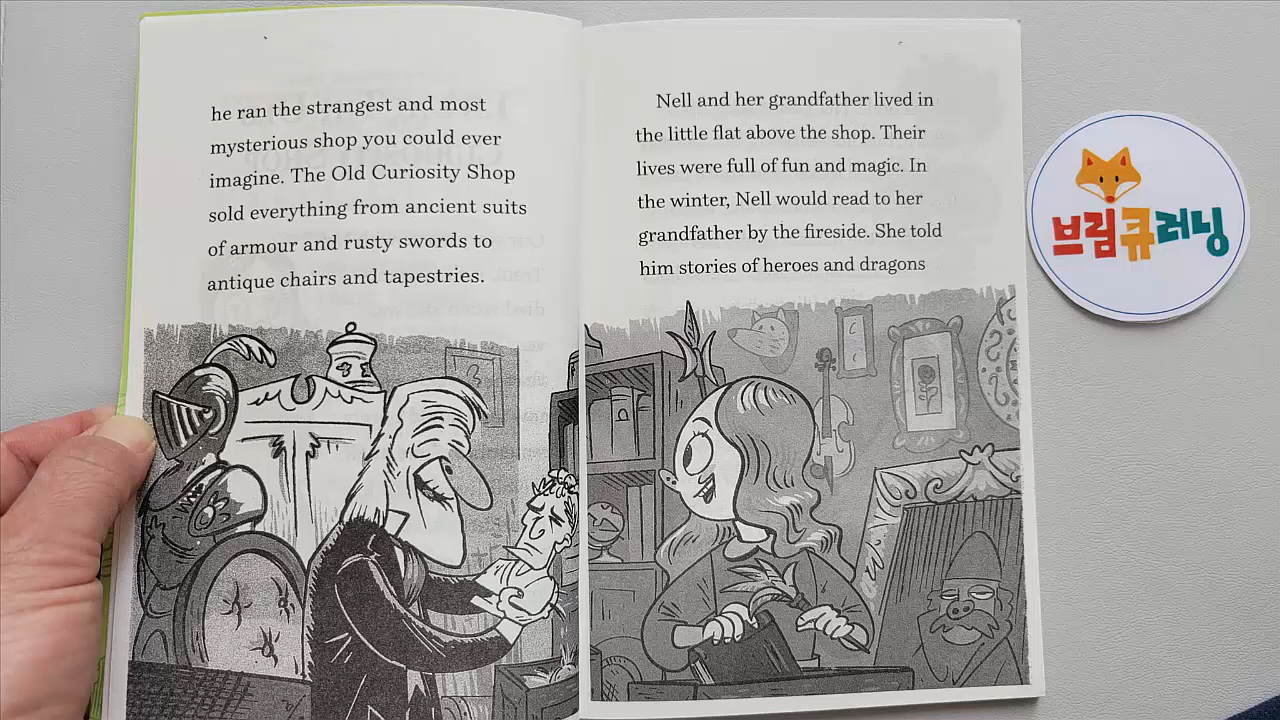 he ran the strangest and most
mysterious shop you could ever
imagine. The Old Curiosity Shop
sold everything from ancient suits
of armour and rusty swords to
antique chairs and tapestries.
Nell and her grandfather lived in
the little flat above the shop. Their
lives were full of fun and magic. In
the winter, Nell would read to her
grandfather by the fireside. She told
him stories of heroes and dragons
브림큐러닝